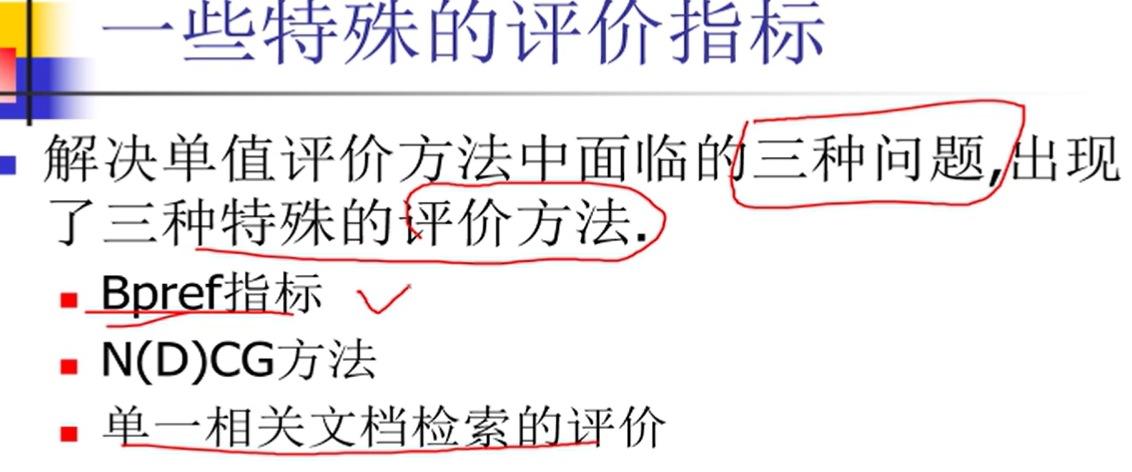 一些特殊的评价指标
解决单值评价方法中面临的三种问题,出现
了三种特殊的评价方法.
Bpref指标
N(D)CG方法
单一相关文档检索的评价